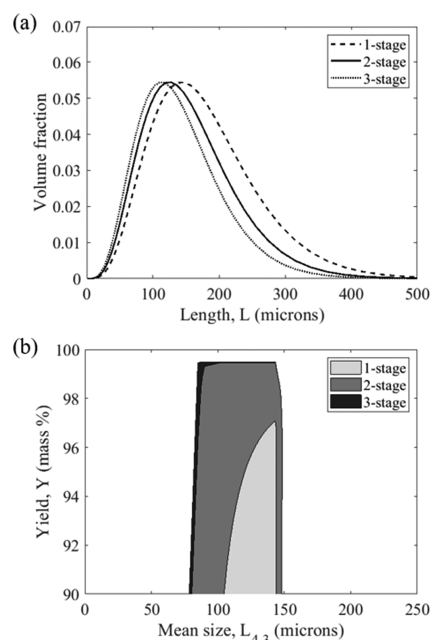 (a)
0.07
0.06
0.05
0.04
0.03
0.02
0.01
0
Volume fraction
1-stage
2-stage
3-stage
0 100 200 300 400 500
Length, L (microns)
(b)
100
98
96
94
92
90
Yield, Y (mass %)
1-stage
2-stage
3-stage
0 50 100 150 200 250
Mean size, L4,3 (microns)